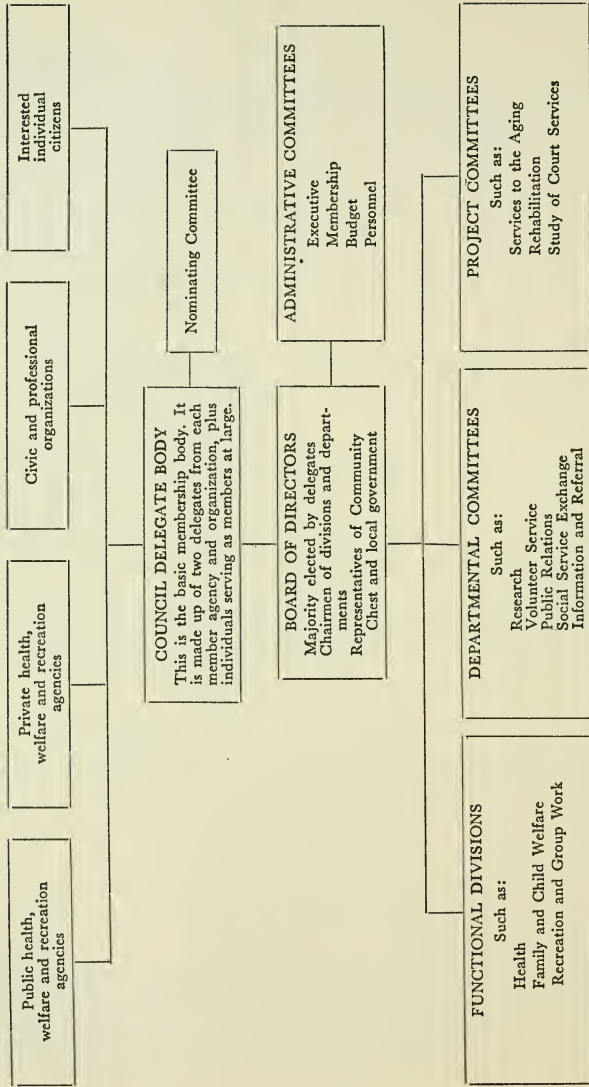 Public health,
welfare and recreation
agencies
Private health,
welfare and recreation
agencies
Civic and professional
organizations
Interested
individual
citizens
COUNCIL DELEGATE BODY
This is the basic membership body. It
is made up of two delegates from each
member agency and organization, plus
individuals serving as members at large.
Nominating Committee
BOARD OF DIRECTORS
Majority elected by delegates
Chairmen of divisions and depart-
ments
Representatives of Community
Chest and local government
ADMINISTRATIVE COMMITTEES
Executive
Membership
Budget
Personnel
FUNCTIONAL DIVISIONS
Such as:
Health
Family and Child Welfare
Recreation and Group Work
DEPARTMENTAL COMMITTEES
Such as:
Research
Volunteer Service
Public Relations
Social Service Exchange
Information and Referral
PROJECT COMMITTEES
Such as:
Services to the Aging
Rehabilitation
Study of Court Services